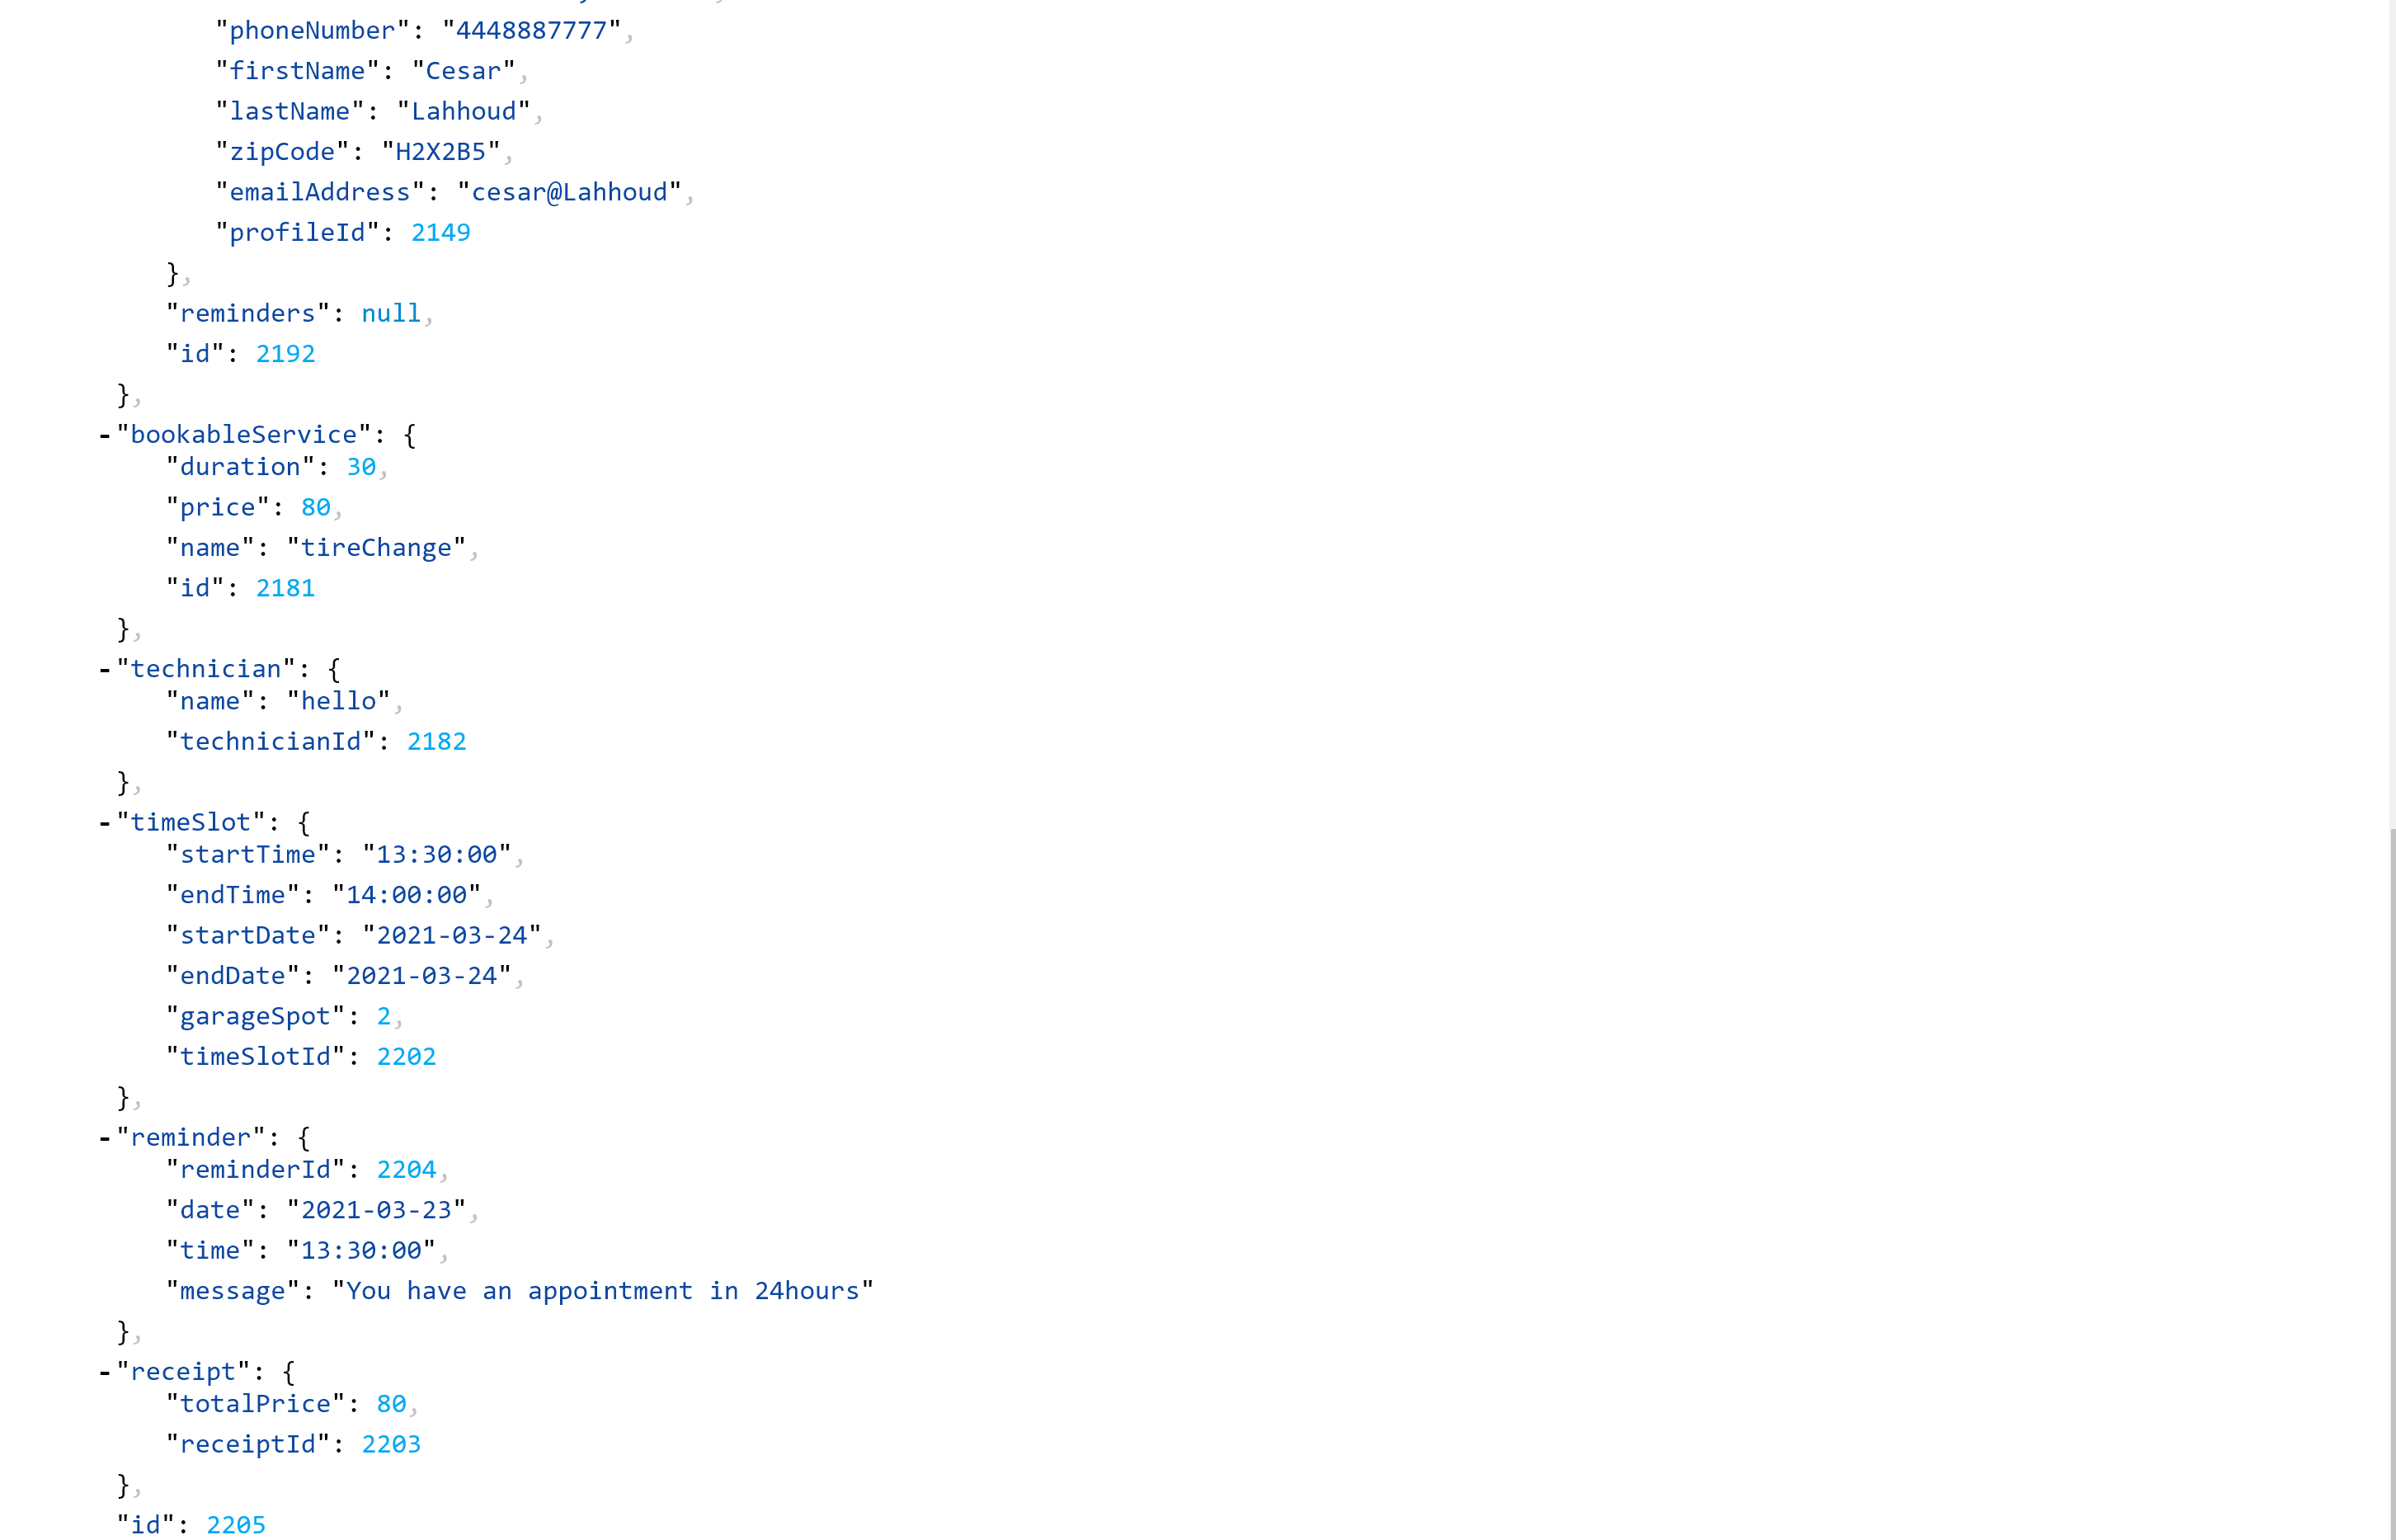 "phoneNumber": "4448887777",
"firstName": "Cesar",
"lastName": "Lahhoud",
"zipCode": "H2X2B5",
"emailAddress": "cesar@Lahhoud",
"profileId": 2149
},
"reminders": null,
"id": 2192
},
-"bookableService": {
"duration": 30,
"price": 80,
"name": "tireChange",
"id": 2181
},
-"technician": {
"name": "hello",
"technicianId": 2182
},
-"timeSlot": {
"startTime": "13:30:00",
"endTime": "14:00:00",
"startDate": "2021-03-24",
"endDate": "2021-03-24",
"garageSpot": 2,
"timeSlotId": 2202
},
-"reminder": {
"reminderId": 2204,
"date": "2021-03-23",
"time": "13:30:00",
"message": "You have an appointment in 24hours"
},
-"receipt": {
"totalPrice": 80,
"receiptId": 2203
},
"id": 2205